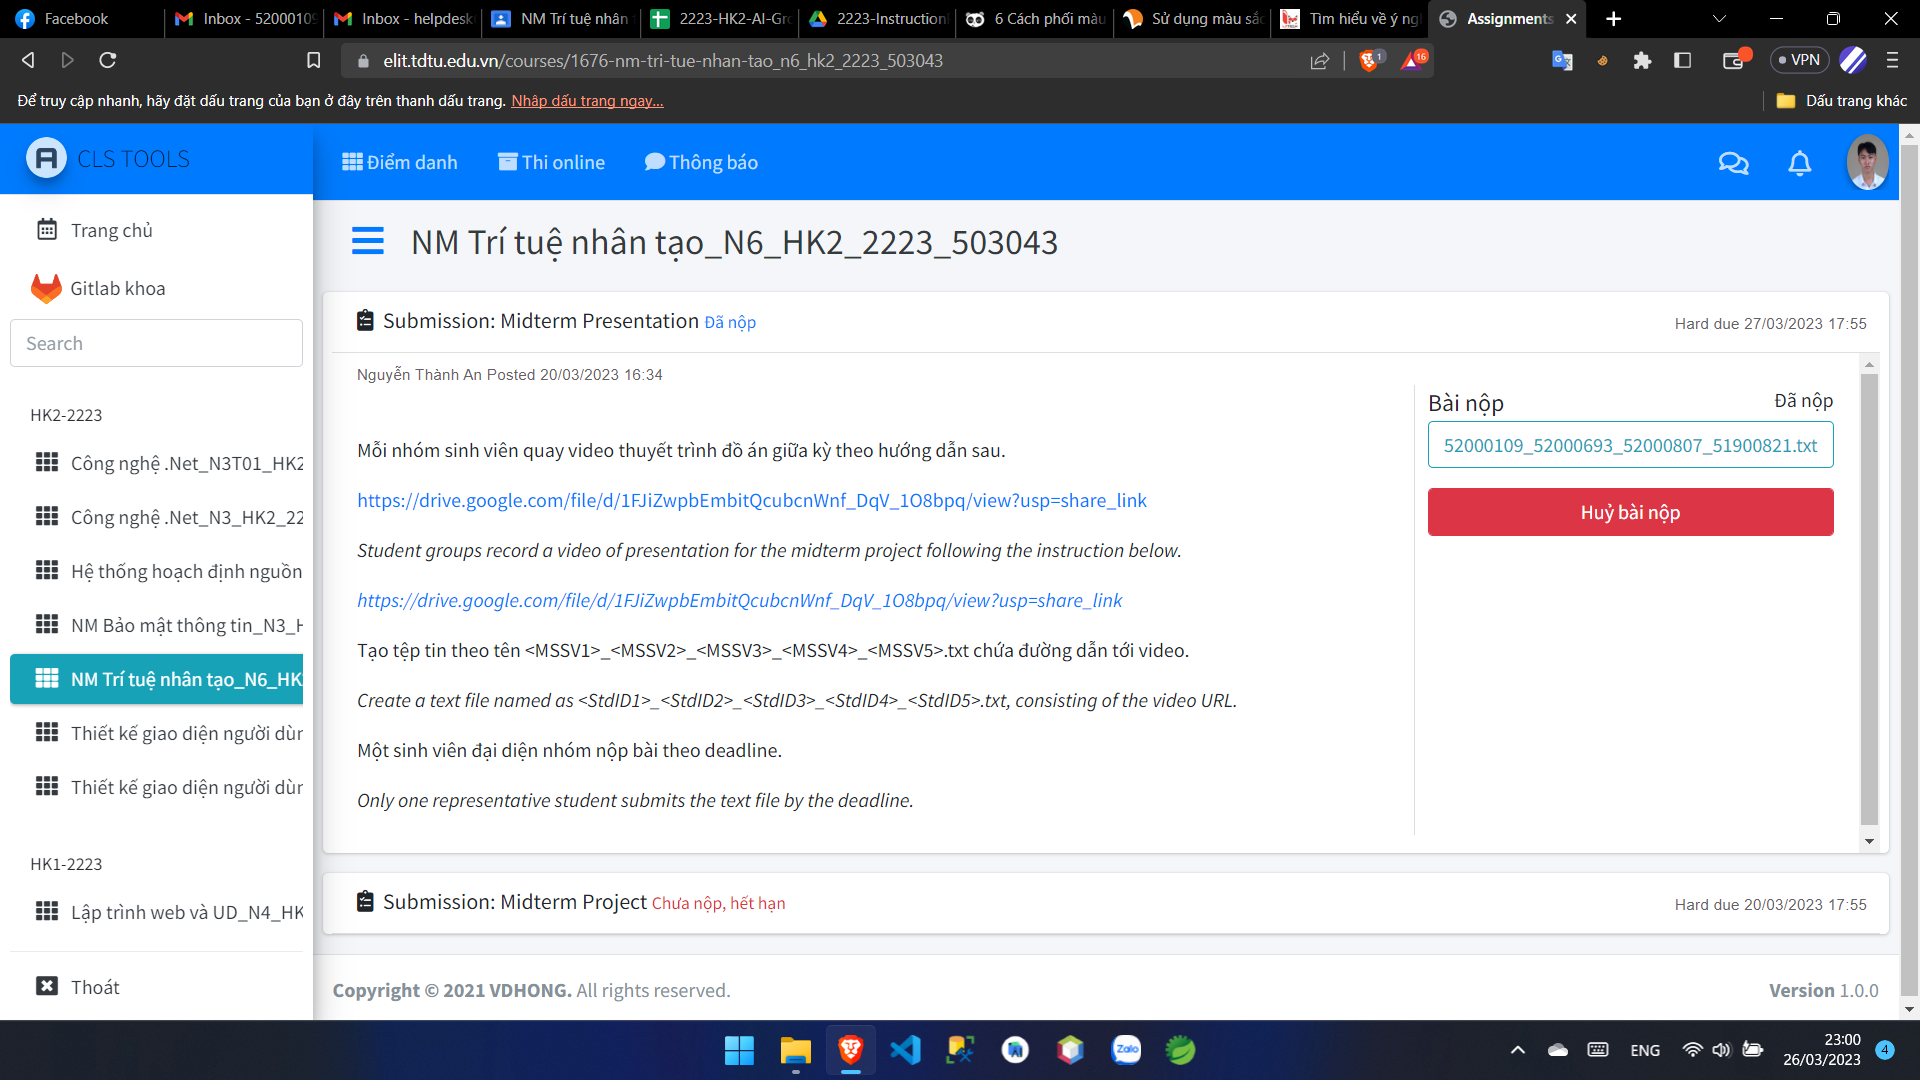 Facebook
Inbox - 52000109
Inbox - helpdesk
NM Trí tuệ nhân
2223-HK2-AI-Gro
2223-Instruction
6 Cách phối màu
Sử dụng màu sắc
Tìm hiểu về ý ng
Assignments
elit.tdtu.edu.vn/courses/1676-nm-tri-tue-nhan-tao_n6_hk2_2223_503043
1
16
VPN
Để truy cập nhanh, hãy đặt dấu trang của bạn ở đây trên thanh dấu trang. Nhập dấu trang ngay...
Dấu trang khác
CLS TOOLS
Điểm danh
Thi online
Thông báo
Trang chủ
Gitlab khoa
Search
HK2-2223
Công nghệ .Net_N3T01_HK2
Công nghệ .Net_N3_HK2_22
Hệ thống hoạch định nguồn
NM Bảo mật thông tin_N3_H
NM Trí tuệ nhân tạo_N6_HK
Thiết kế giao diện người dùn
Thiết kế giao diện người dùn
HK1-2223
Lập trình web và UD_N4_HK
Thoát
NM Trí tuệ nhân tạo_N6_HK2_2223_503043
Submission: Midterm Presentation Đã nộp
Hard due 27/03/2023 17:55
Nguyễn Thành An Posted 20/03/2023 16:34
Mỗi nhóm sinh viên quay video thuyết trình đồ án giữa kỳ theo hướng dẫn sau.
https://drive.google.com/file/d/1FJiZwpbEmbitQcubcnWnf_DqV_1O8bpq/view?usp=share_link
Student groups record a video of presentation for the midterm project following the instruction below.
https://drive.google.com/file/d/1FJiZwpbEmbitQcubcnWnf_DqV_1O8bpq/view?usp=share_link
Tạo tệp tin theo tên <MSSV1>_<MSSV2>_<MSSV3>_<MSSV4>_<MSSV5>.txt chứa đường dẫn tới video.
Create a text file named as <StdID1>_<StdID2>_<StdID3>_<StdID4>_<StdID5>.txt, consisting of the video URL.
Một sinh viên đại diện nhóm nộp bài theo deadline.
Only one representative student submits the text file by the deadline.
Bài nộp
Đã nộp
52000109_52000693_52000807_51900821.txt
Huỷ bài nộp
Submission: Midterm Project Chưa nộp, hết hạn
Hard due 20/03/2023 17:55
Copyright © 2021 VDHONG. All rights reserved.
Version 1.0.0
Zalo
ENG
23:00
26/03/2023
4